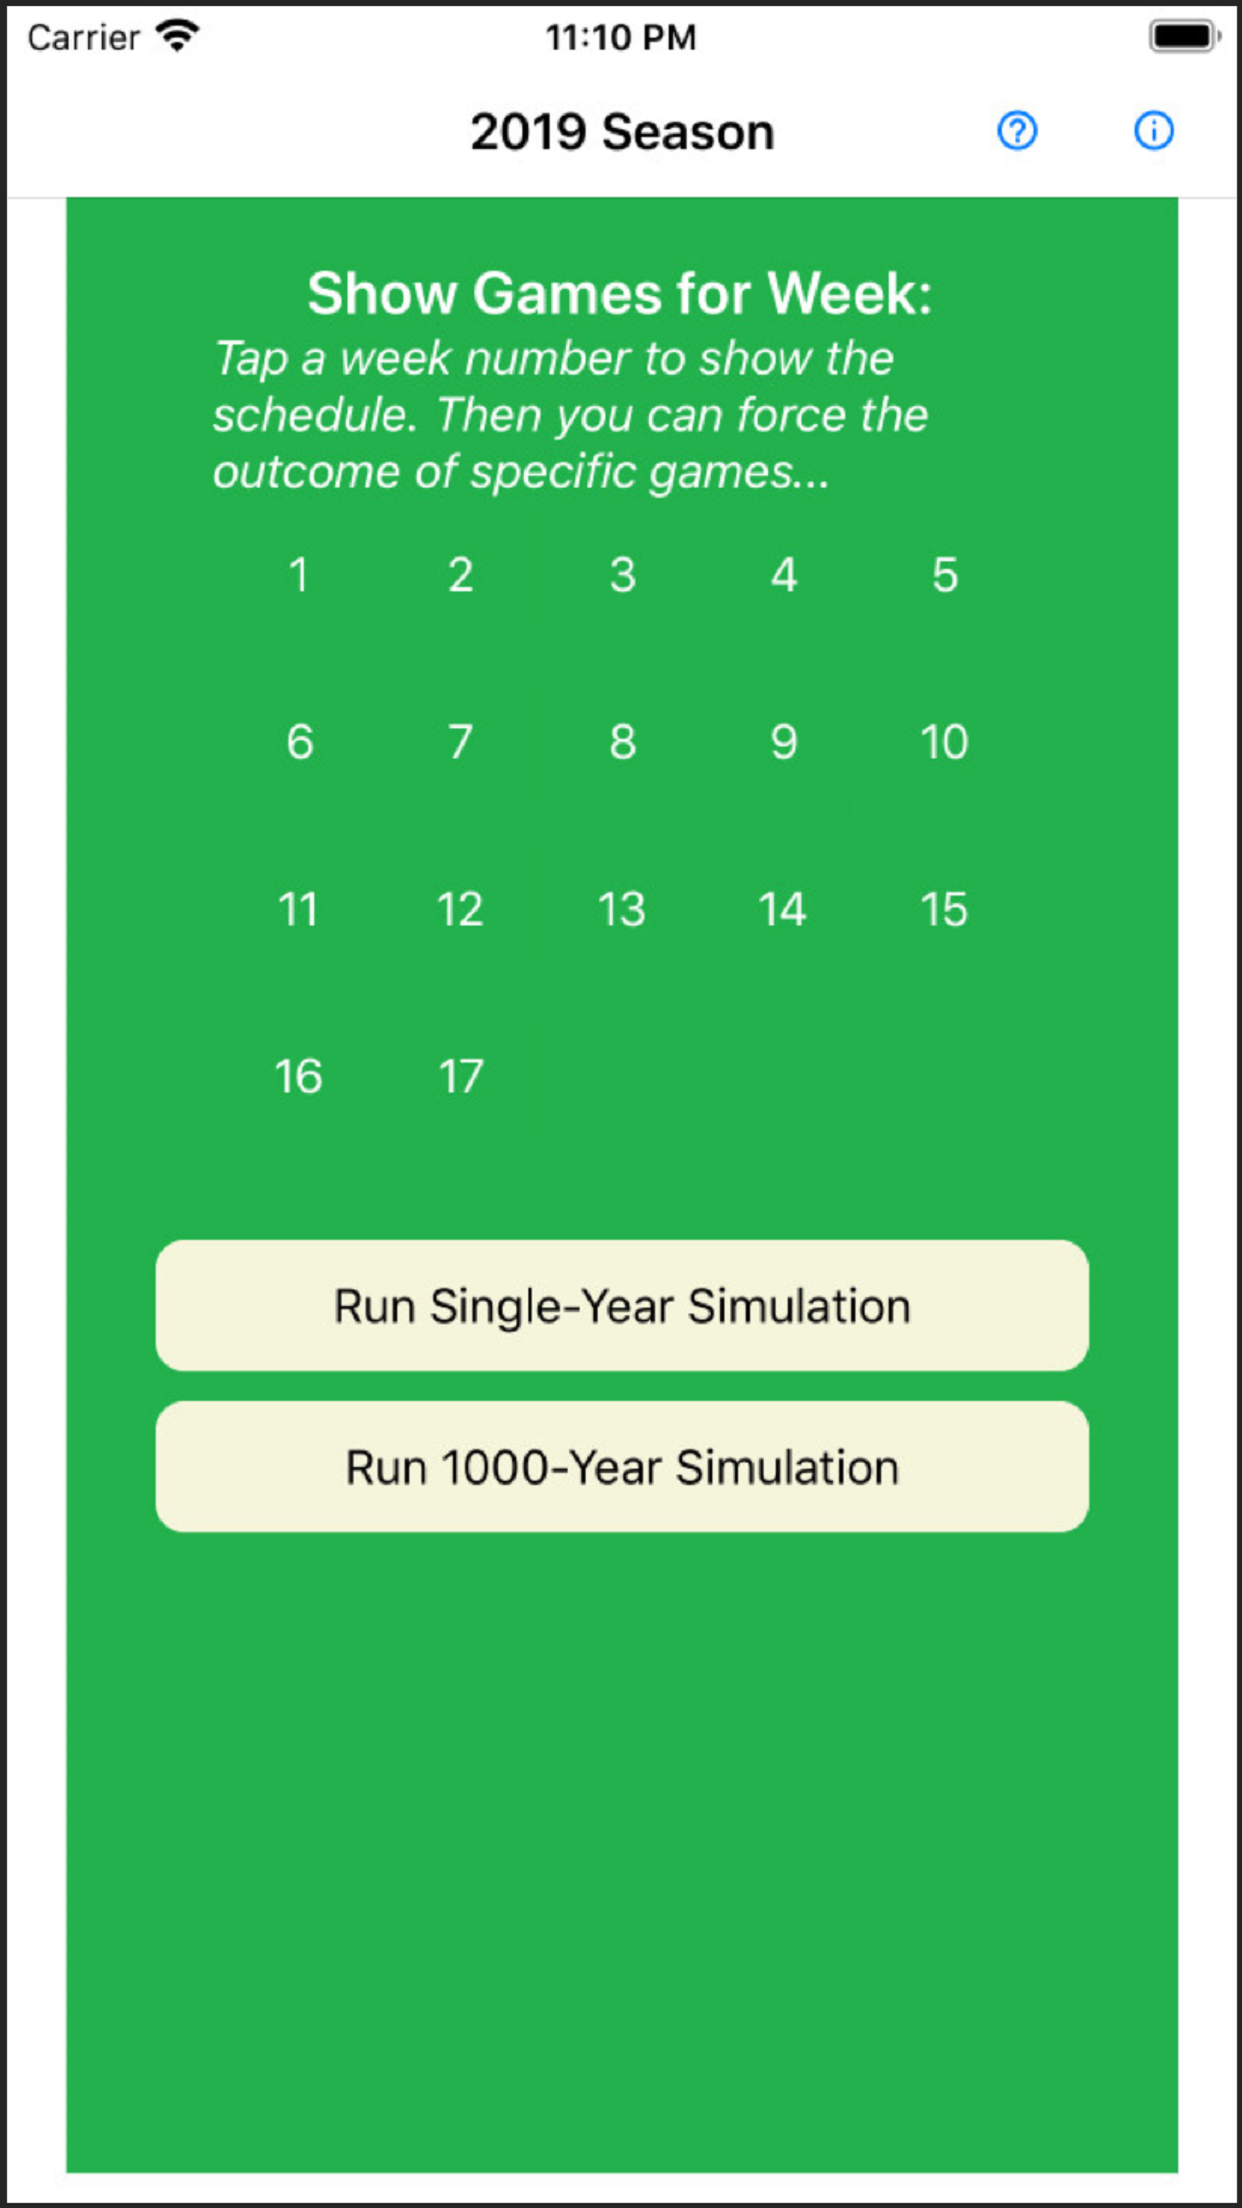 Carrier 11:10 PM
2019 Season
Show Games for Week:
Tap a week number to show the
schedule. Then you can force the
outcome of specific games...
1 2 3 4 5
6 7 8 9 10
11 12 13 14 15
16 17
Run Single-Year Simulation
Run 1000-Year Simulation